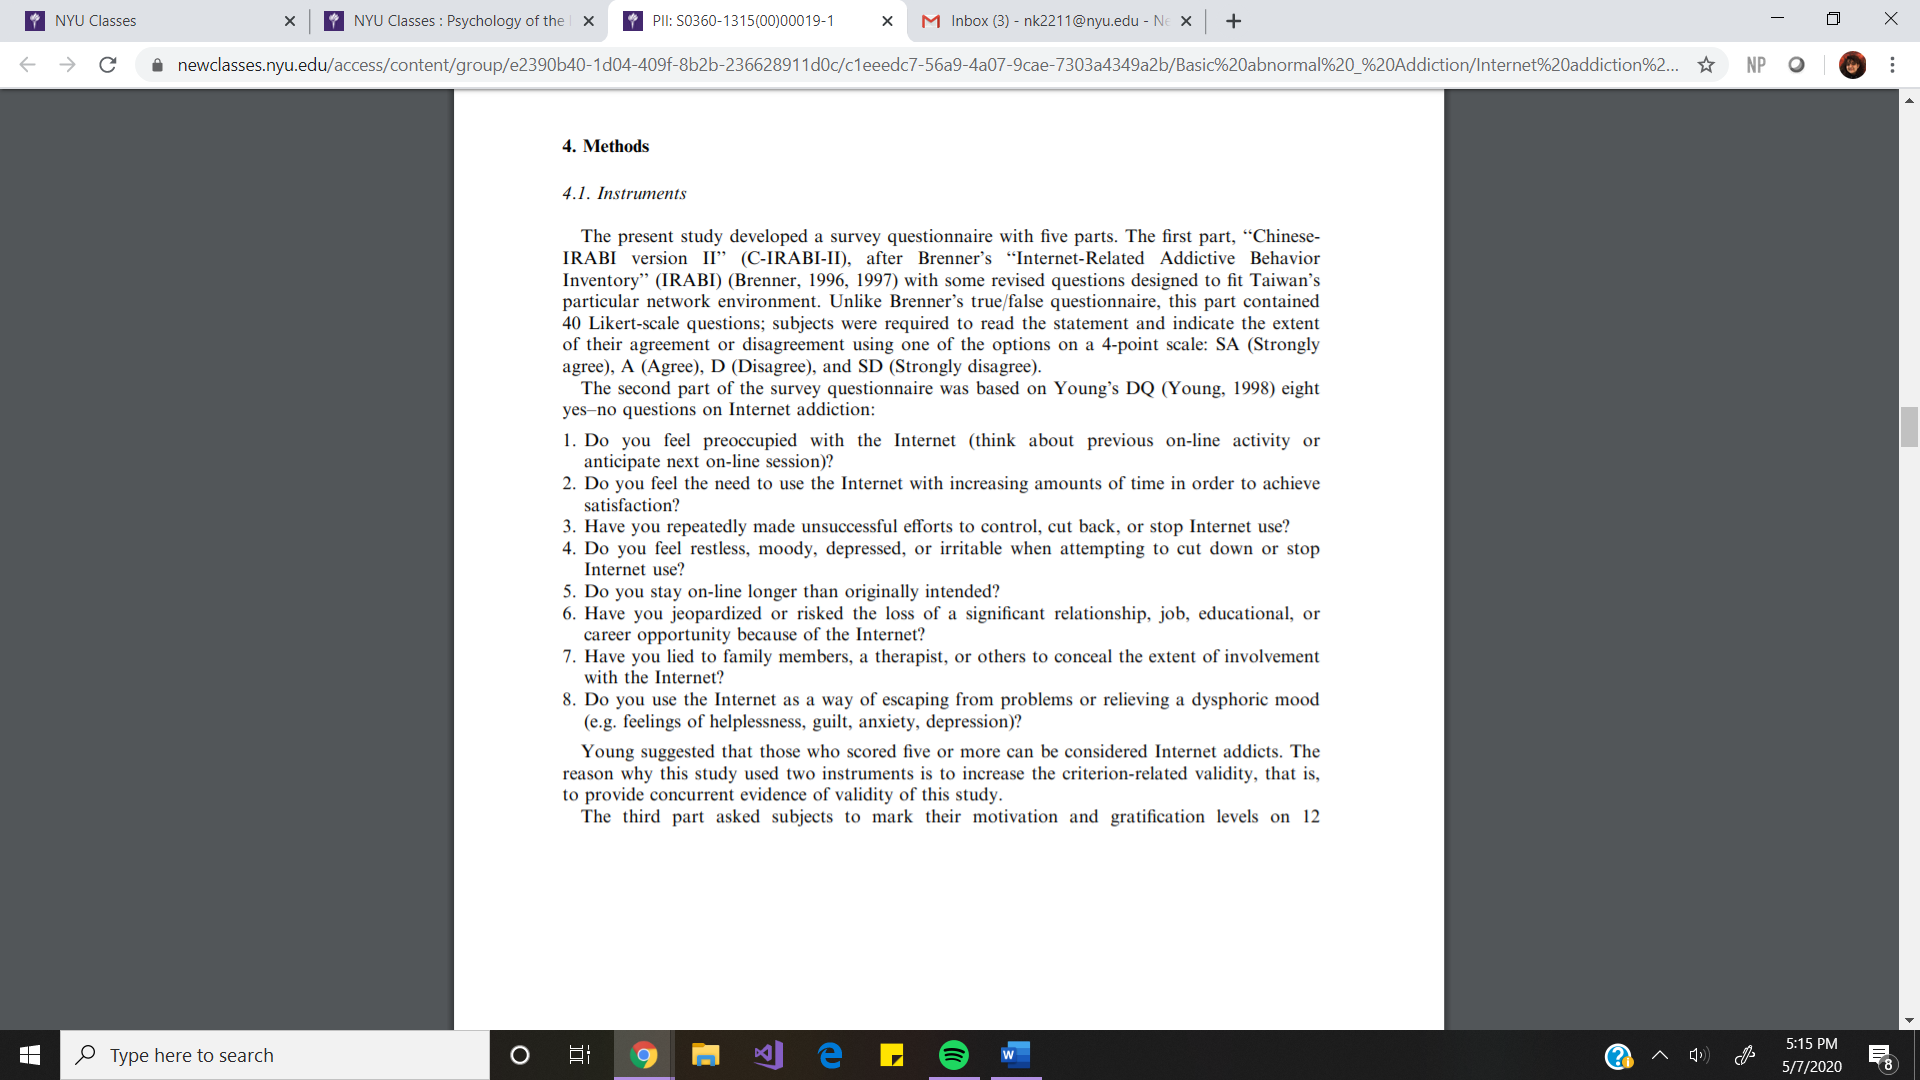 NYU Classes
NYU Classes : Psychology of the
PII: S0360-1315(00)00019-1
Inbox (3) - nk2211@nyu.edu - Ne
newclasses.nyu.edu/access/content/group/e2390b40-1d04-409f-8b2b-236628911d0c/c1eeedc7-56a9-4a07-9cae-7303a4349a2b/Basic%20abnormal%20_%20Addiction/Internet%20addiction%2...
NP
4. Methods
4.1. Instruments
The present study developed a survey questionnaire with five parts. The first part, ‘‘Chinese-
IRABI version II’’ (C-IRABI-II), after Brenner’s ‘‘Internet-Related Addictive Behavior
Inventory’’ (IRABI) (Brenner, 1996, 1997) with some revised questions designed to fit Taiwan’s
particular network environment. Unlike Brenner’s true/false questionnaire, this part contained
40 Likert-scale questions; subjects were required to read the statement and indicate the extent
of their agreement or disagreement using one of the options on a 4-point scale: SA (Strongly
agree), A (Agree), D (Disagree), and SD (Strongly disagree).
The second part of the survey questionnaire was based on Young’s DQ (Young, 1998) eight
yes–no questions on Internet addiction:
1. Do you feel preoccupied with the Internet (think about previous on-line activity or
anticipate next on-line session)?
2. Do you feel the need to use the Internet with increasing amounts of time in order to achieve
satisfaction?
3. Have you repeatedly made unsuccessful efforts to control, cut back, or stop Internet use?
4. Do you feel restless, moody, depressed, or irritable when attempting to cut down or stop
Internet use?
5. Do you stay on-line longer than originally intended?
6. Have you jeopardized or risked the loss of a significant relationship, job, educational, or
career opportunity because of the Internet?
7. Have you lied to family members, a therapist, or others to conceal the extent of involvement
with the Internet?
8. Do you use the Internet as a way of escaping from problems or relieving a dysphoric mood
(e.g. feelings of helplessness, guilt, anxiety, depression)?
Young suggested that those who scored five or more can be considered Internet addicts. The
reason why this study used two instruments is to increase the criterion-related validity, that is,
to provide concurrent evidence of validity of this study.
The third part asked subjects to mark their motivation and gratification levels on 12
Type here to search
5:15 PM
5/7/2020
8